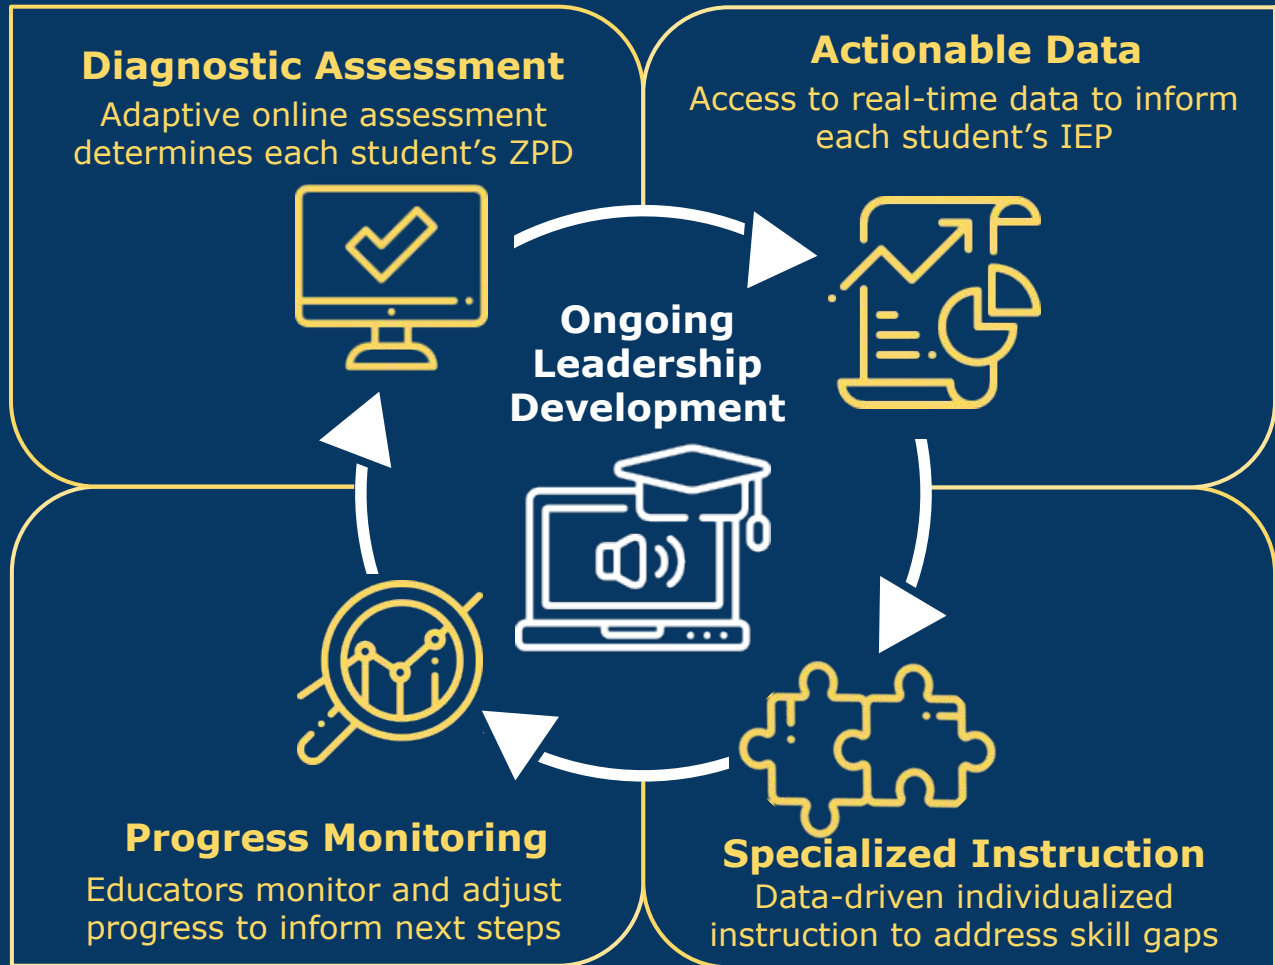 Diagnostic Assessment
Adaptive online assessment
determines each student’s ZPD
Actionable Data
Access to real-time data to inform
each student’s IEP
Ongoing
Leadership
Development
Progress Monitoring
Educators monitor and adjust
progress to inform next steps
Specialized Instruction
Data-driven individualized
instruction to address skill gaps